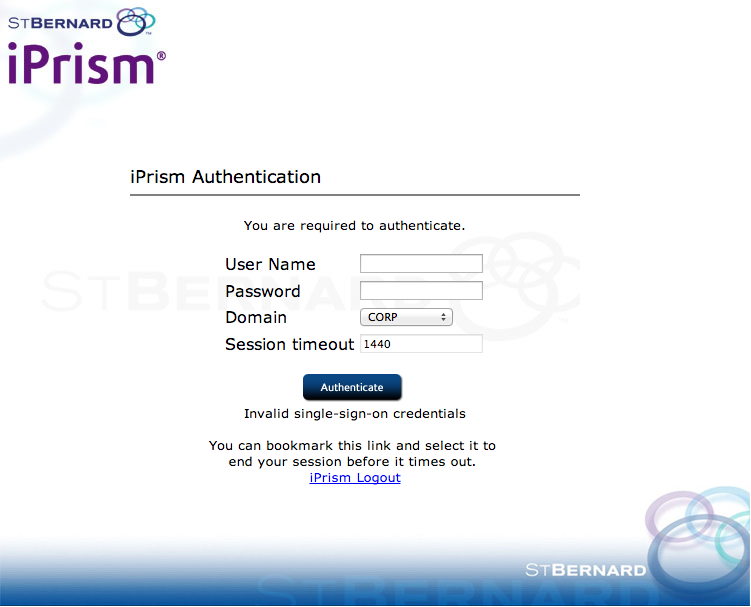 STBERNARD™
iPrism®
iPrism Authentication
You are required to authenticate.
STBERNARD™
User Name
Password
Domain CORP
Session timeout 1440
Authenticate
Invalid single-sign-on credentials
You can bookmark this link and select it to
end your session before it times out.
iPrism Logout
STBERNARD
STBERNARD